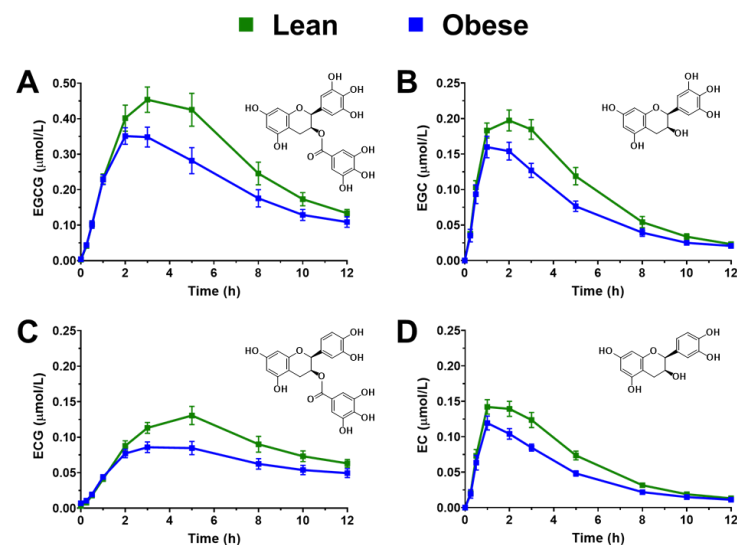 Lean Obese
A
EGCG (µmol/L)
0.50
0.40
0.30
0.20
0.10
0.00
0 2 4 6 8 10 12
Time (h)
OH
OH
OH
HO
O
OH
O
O
OH
OH
OH
B
EGC (µmol/L)
0.25
0.20
0.15
0.10
0.05
0.00
0 2 4 6 8 10 12
Time (h)
OH
OH
OH
HO
O
OH
OH
C
ECG (µmol/L)
0.25
0.20
0.15
0.10
0.05
0.00
0 2 4 6 8 10 12
Time (h)
OH
OH
HO
O
OH
O
O
OH
OH
OH
D
EC (µmol/L)
0.25
0.20
0.15
0.10
0.05
0.00
0 2 4 6 8 10 12
Time (h)
OH
OH
HO
O
OH
OH